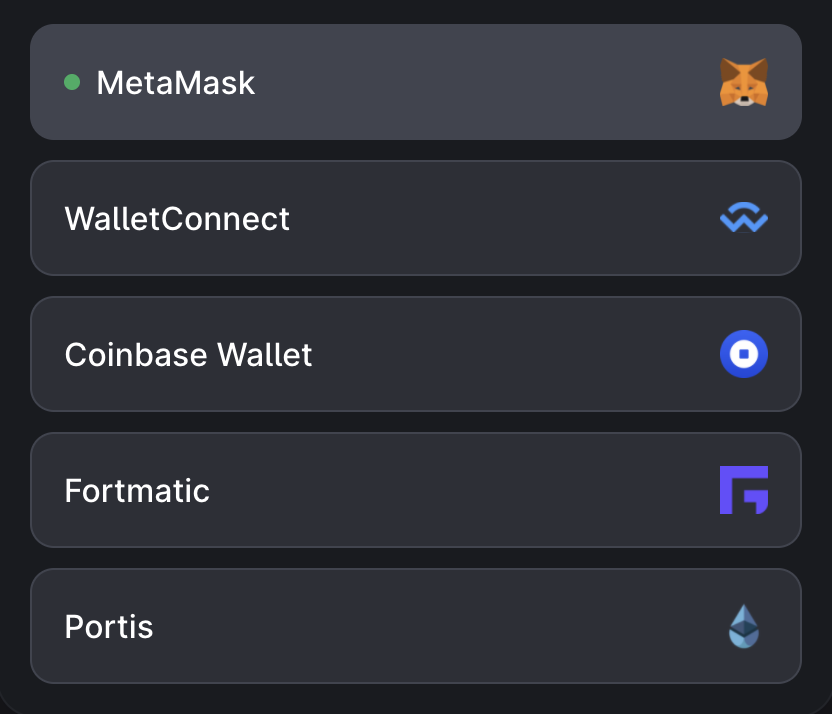 MetaMask
WalletConnect
Coinbase Wallet
Fortmatic
Portis